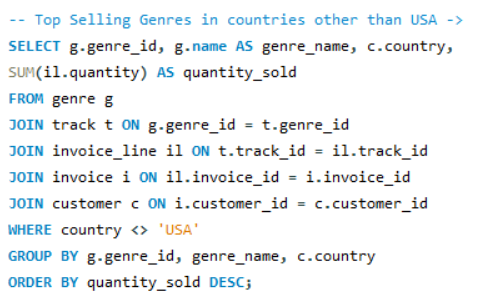 -- Top Selling Genres in countries other than USA ->
SELECT g.genre_id, g.name AS genre_name, c.country,
SUM(il.quantity) AS quantity_sold
FROM genre g
JOIN track t ON g.genre_id = t.genre_id
JOIN invoice_line il ON t.track_id = il.track_id
JOIN invoice i ON il.invoice_id = i.invoice_id
JOIN customer c ON i.customer_id = c.customer_id
WHERE country <> 'USA'
GROUP BY g.genre_id, genre_name, c.country
ORDER BY quantity_sold DESC;